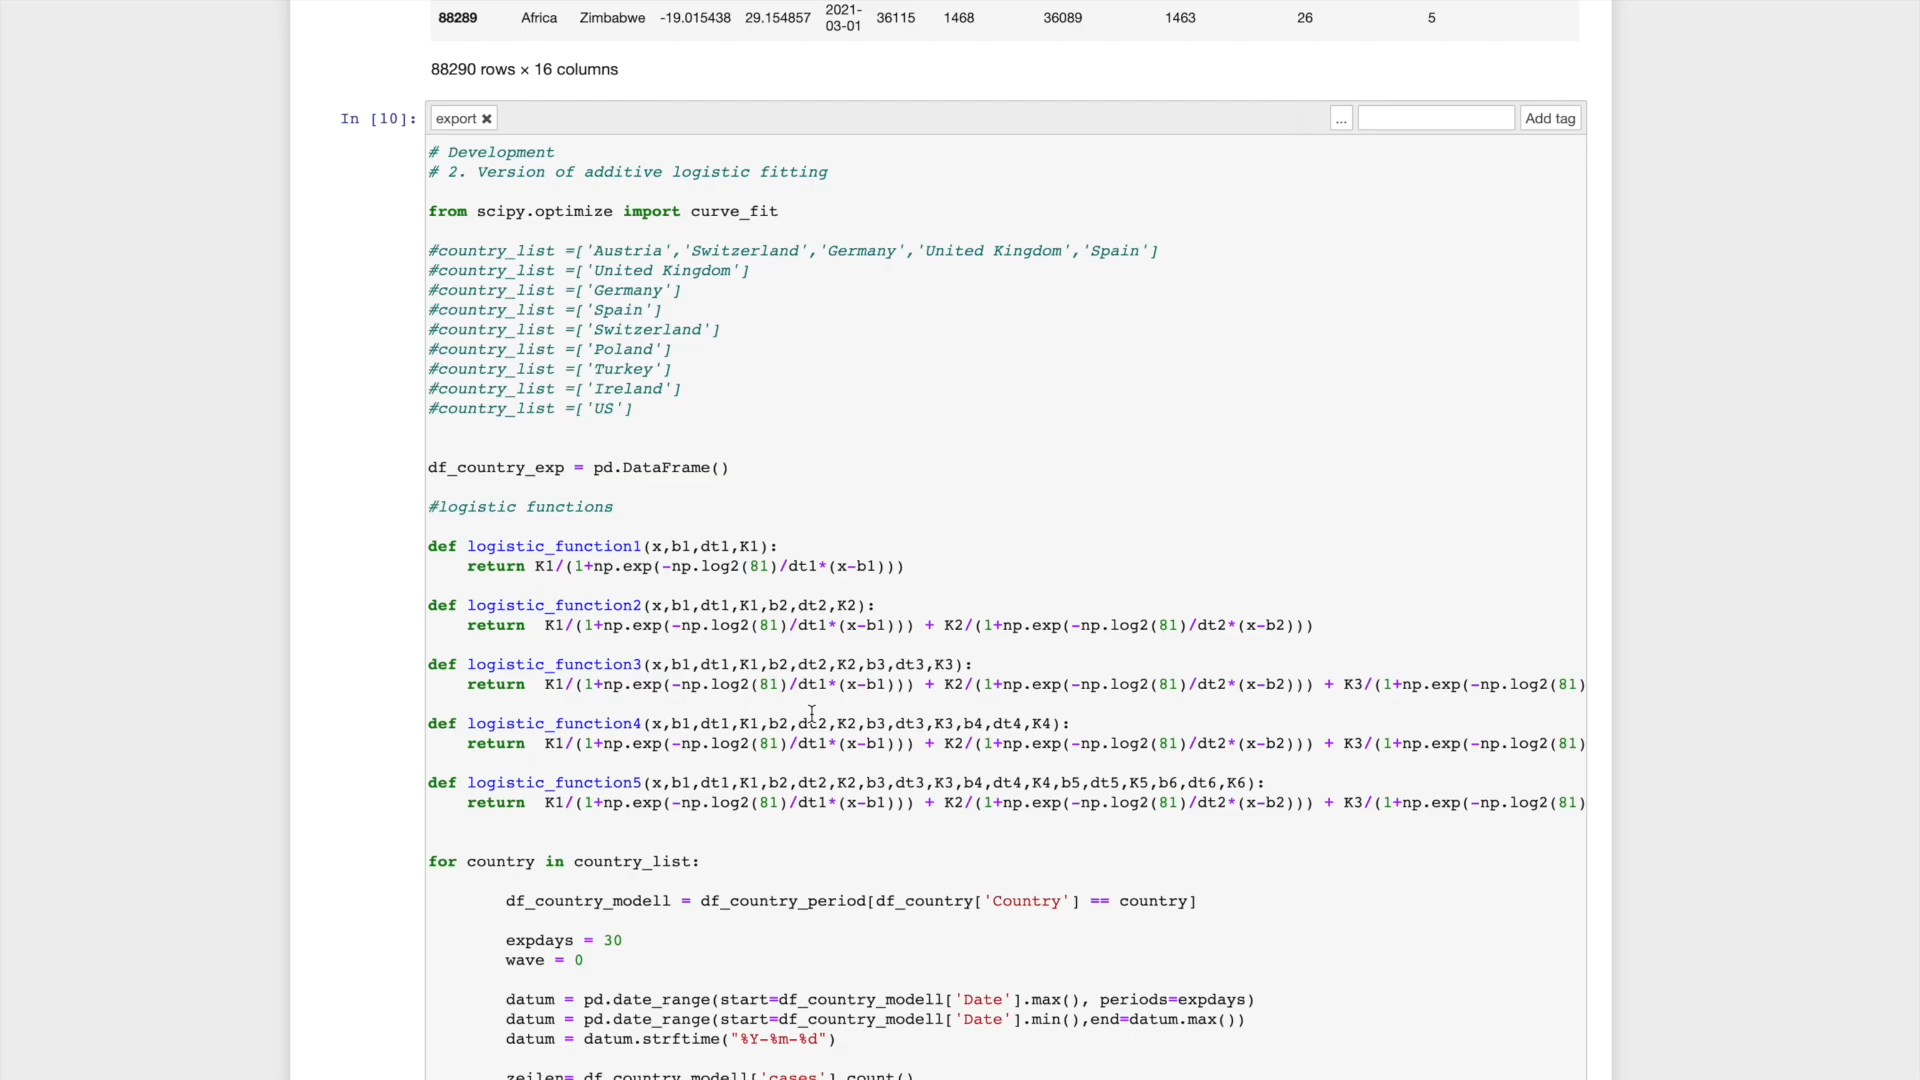 88289 Africa Zimbabwe -19.015438 29.154857 2021-03-01 36115 1468 36089 1463 26 5
88290 rows × 16 columns
In [10]: export ✖ ... Add tag
# Development
# 2. Version of additive logistic fitting
from scipy.optimize import curve_fit
#country_list =['Austria','Switzerland','Germany','United Kingdom','Spain']
#country_list =['United Kingdom']
#country_list =['Germany']
#country_list =['Spain']
#country_list =['Switzerland']
#country_list =['Poland']
#country_list =['Turkey']
#country_list =['Ireland']
#country_list =['US']
df_country_exp = pd.DataFrame()
#logistic functions
def logistic_function1(x,b1,dt1,K1):
    return K1/(1+np.exp(-np.log2(81)/dt1*(x-b1)))
def logistic_function2(x,b1,dt1,K1,b2,dt2,K2):
    return  K1/(1+np.exp(-np.log2(81)/dt1*(x-b1))) + K2/(1+np.exp(-np.log2(81)/dt2*(x-b2)))
def logistic_function3(x,b1,dt1,K1,b2,dt2,K2,b3,dt3,K3):
    return  K1/(1+np.exp(-np.log2(81)/dt1*(x-b1))) + K2/(1+np.exp(-np.log2(81)/dt2*(x-b2))) + K3/(1+np.exp(-np.log2(81)
def logistic_function4(x,b1,dt1,K1,b2,dt2,K2,b3,dt3,K3,b4,dt4,K4):
    return  K1/(1+np.exp(-np.log2(81)/dt1*(x-b1))) + K2/(1+np.exp(-np.log2(81)/dt2*(x-b2))) + K3/(1+np.exp(-np.log2(81)
def logistic_function5(x,b1,dt1,K1,b2,dt2,K2,b3,dt3,K3,b4,dt4,K4,b5,dt5,K5,b6,dt6,K6):
    return  K1/(1+np.exp(-np.log2(81)/dt1*(x-b1))) + K2/(1+np.exp(-np.log2(81)/dt2*(x-b2))) + K3/(1+np.exp(-np.log2(81)
for country in country_list:
        df_country_modell = df_country_period[df_country['Country'] == country]
        expdays = 30
        wave = 0
        datum = pd.date_range(start=df_country_modell['Date'].max(), periods=expdays)
        datum = pd.date_range(start=df_country_modell['Date'].min(),end=datum.max())
        datum = datum.strftime("%Y-%m-%d")
        zeilen= df_country_modell['cases'].count()